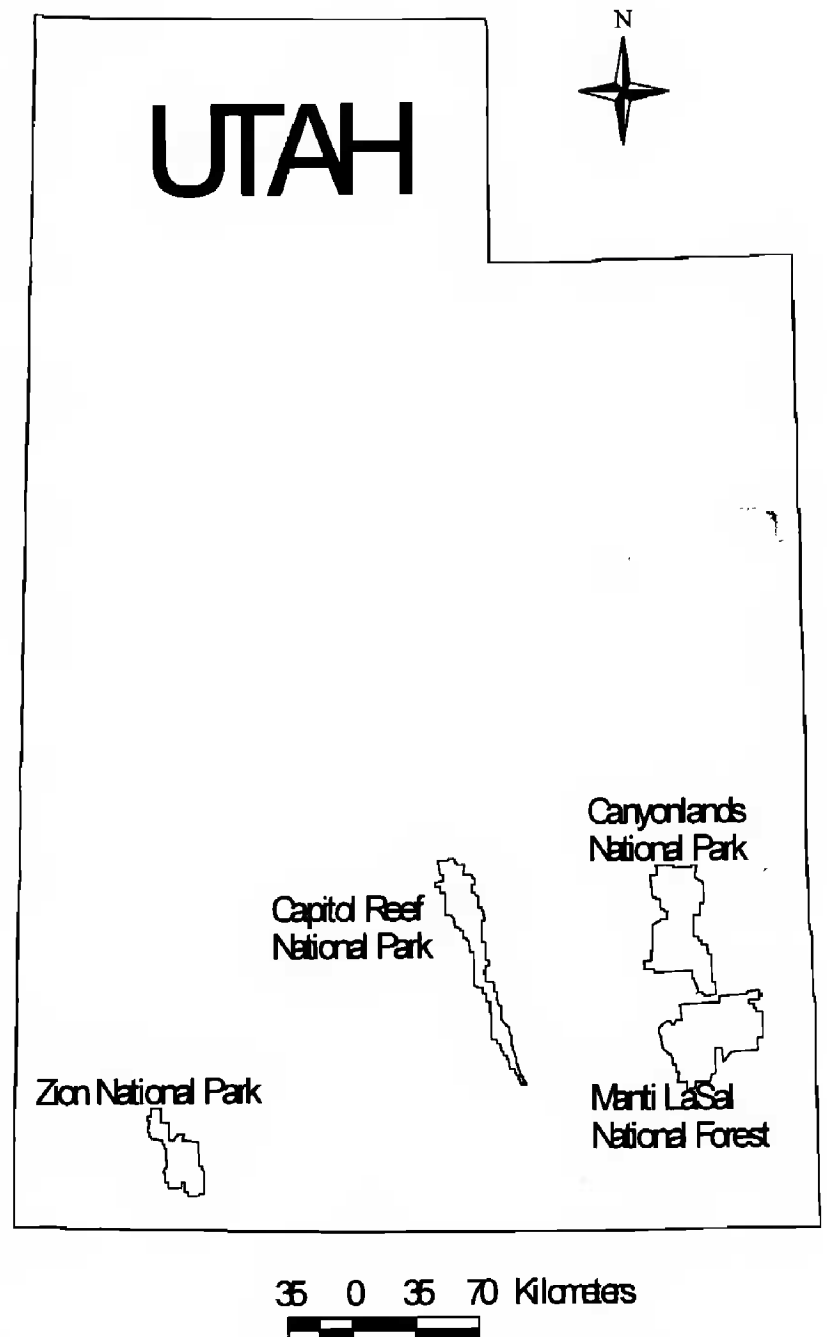 N
UTAH
Canyonlands
National Park
Capitol Reef
National Park
Zion National Park
Manti LaSal
National Forest
35 0 35 70 Kilometers